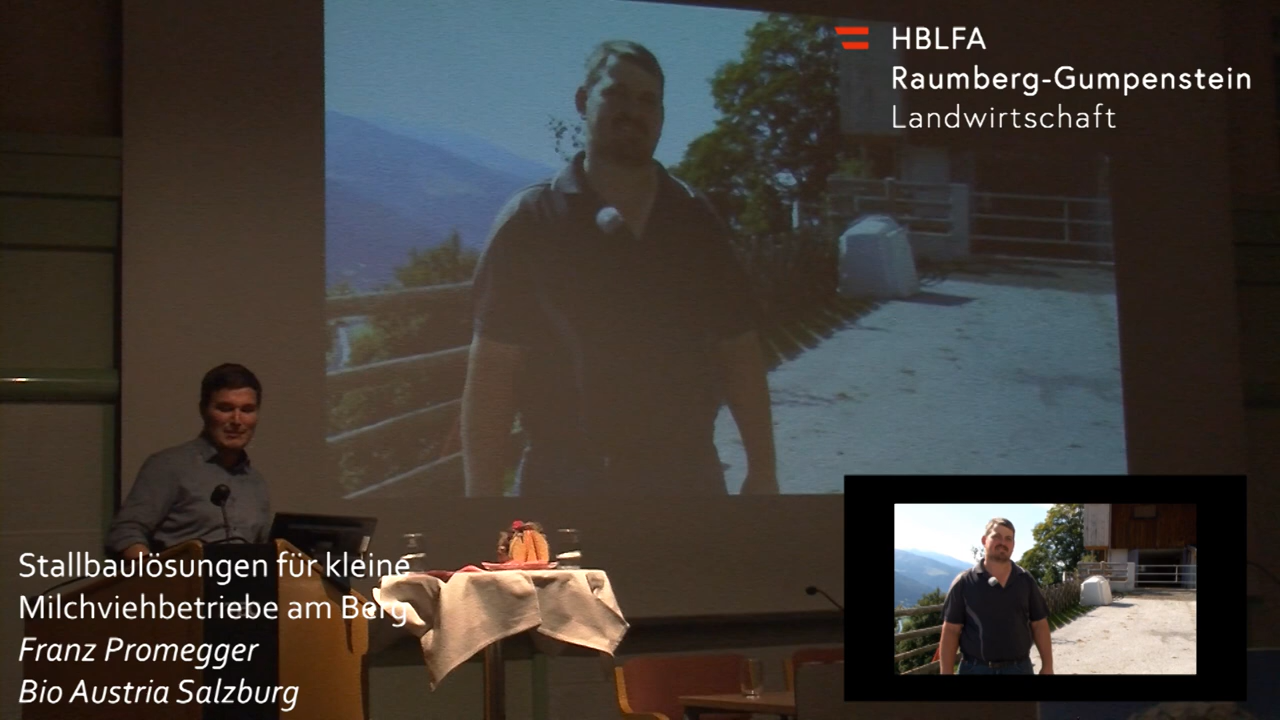 HBLFA
Raumberg-Gumpenstein
Landwirtschaft
Stallbaulösungen für kleine
Milchviehbetriebe am Berg
Franz Promegger
Bio Austria Salzburg